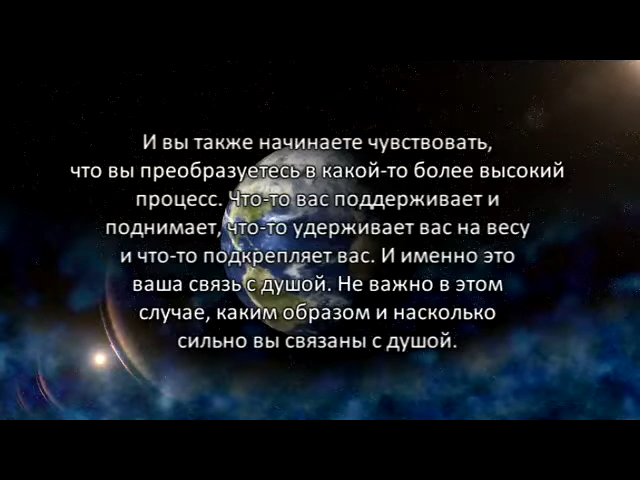 И вы также начинаете чувствовать,
что вы преобразуетесь в какой-то более высокий
процесс. Что-то вас поддерживает и
поднимает, что-то удерживает вас на весу
и что-то подкрепляет вас. И именно это
ваша связь с душой. Не важно в этом
случае, каким образом и насколько
сильно вы связаны с душой.